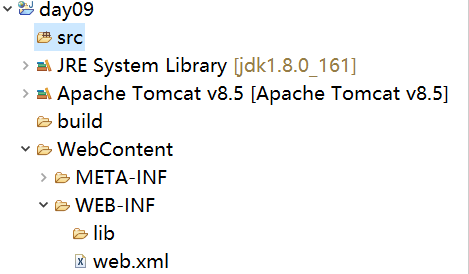 day09
src
JRE System Library [jdk1.8.0_161]
Apache Tomcat v8.5 [Apache Tomcat v8.5]
build
WebContent
META-INF
WEB-INF
lib
web.xml